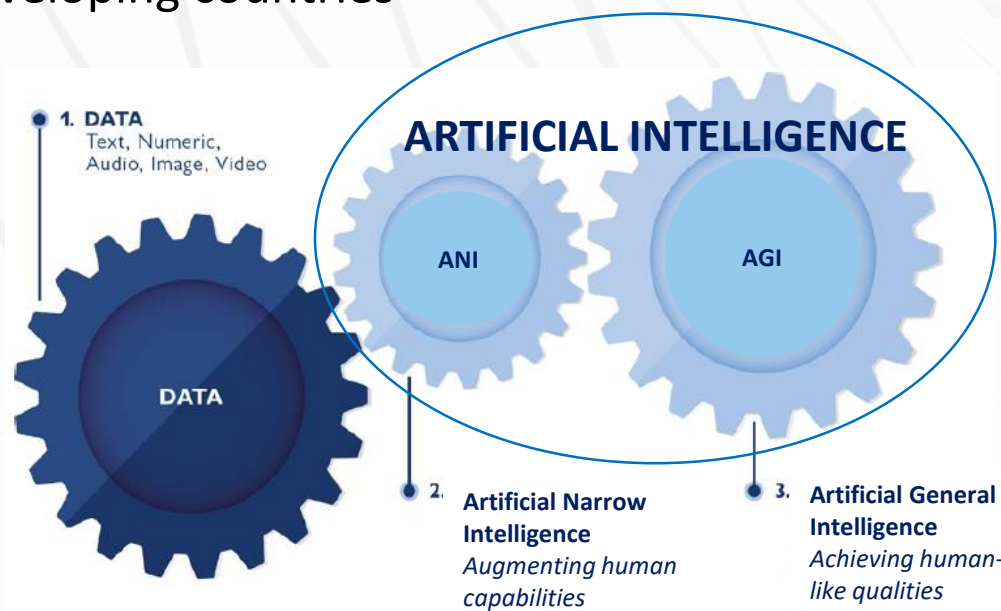 countries
1. DATA
Text, Numeric,
Audio, Image, Video
ARTIFICIAL INTELLIGENCE
ANI
AGI
DATA
2. Artificial Narrow
Intelligence
Augmenting human
capabilities
3. Artificial General
Intelligence
Achieving human-
like qualities